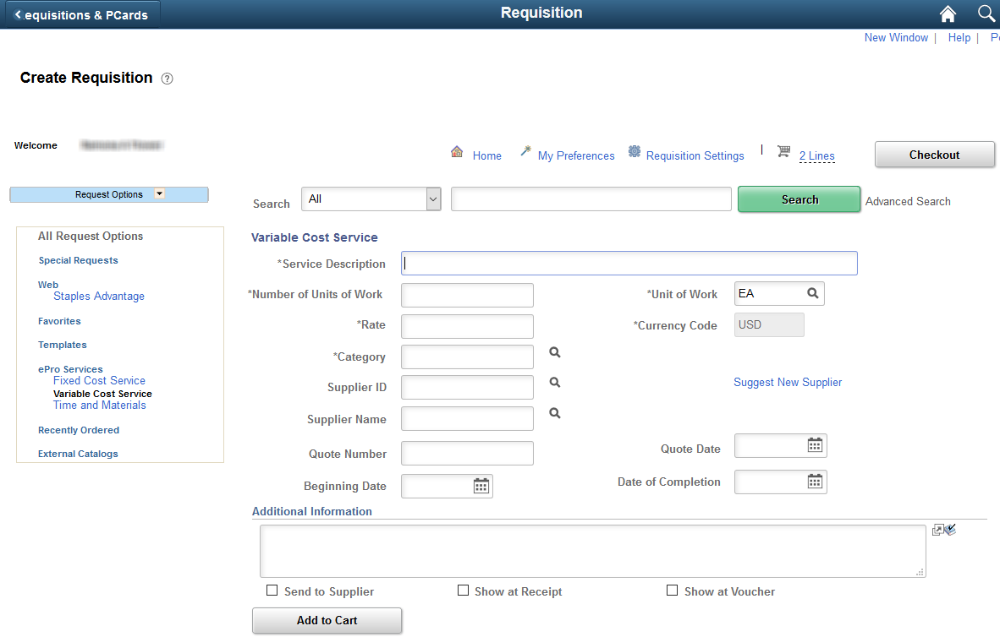 equisitions & PCards
Requisition
New Window | Help |
Create Requisition
Welcome
Home My Preferences Requisition Settings | 2 Lines Checkout
Request Options
Search All Search Advanced Search
All Request Options
Special Requests
Web
Staples Advantage
Favorites
Templates
ePro Services
Fixed Cost Service
Variable Cost Service
Time and Materials
Recently Ordered
External Catalogs
Variable Cost Service
*Service Description
*Number of Units of Work *Unit of Work EA
*Rate *Currency Code USD
*Category
Supplier ID Suggest New Supplier
Supplier Name
Quote Number Quote Date
Beginning Date Date of Completion
Additional Information
Send to Supplier Show at Receipt Show at Voucher
Add to Cart